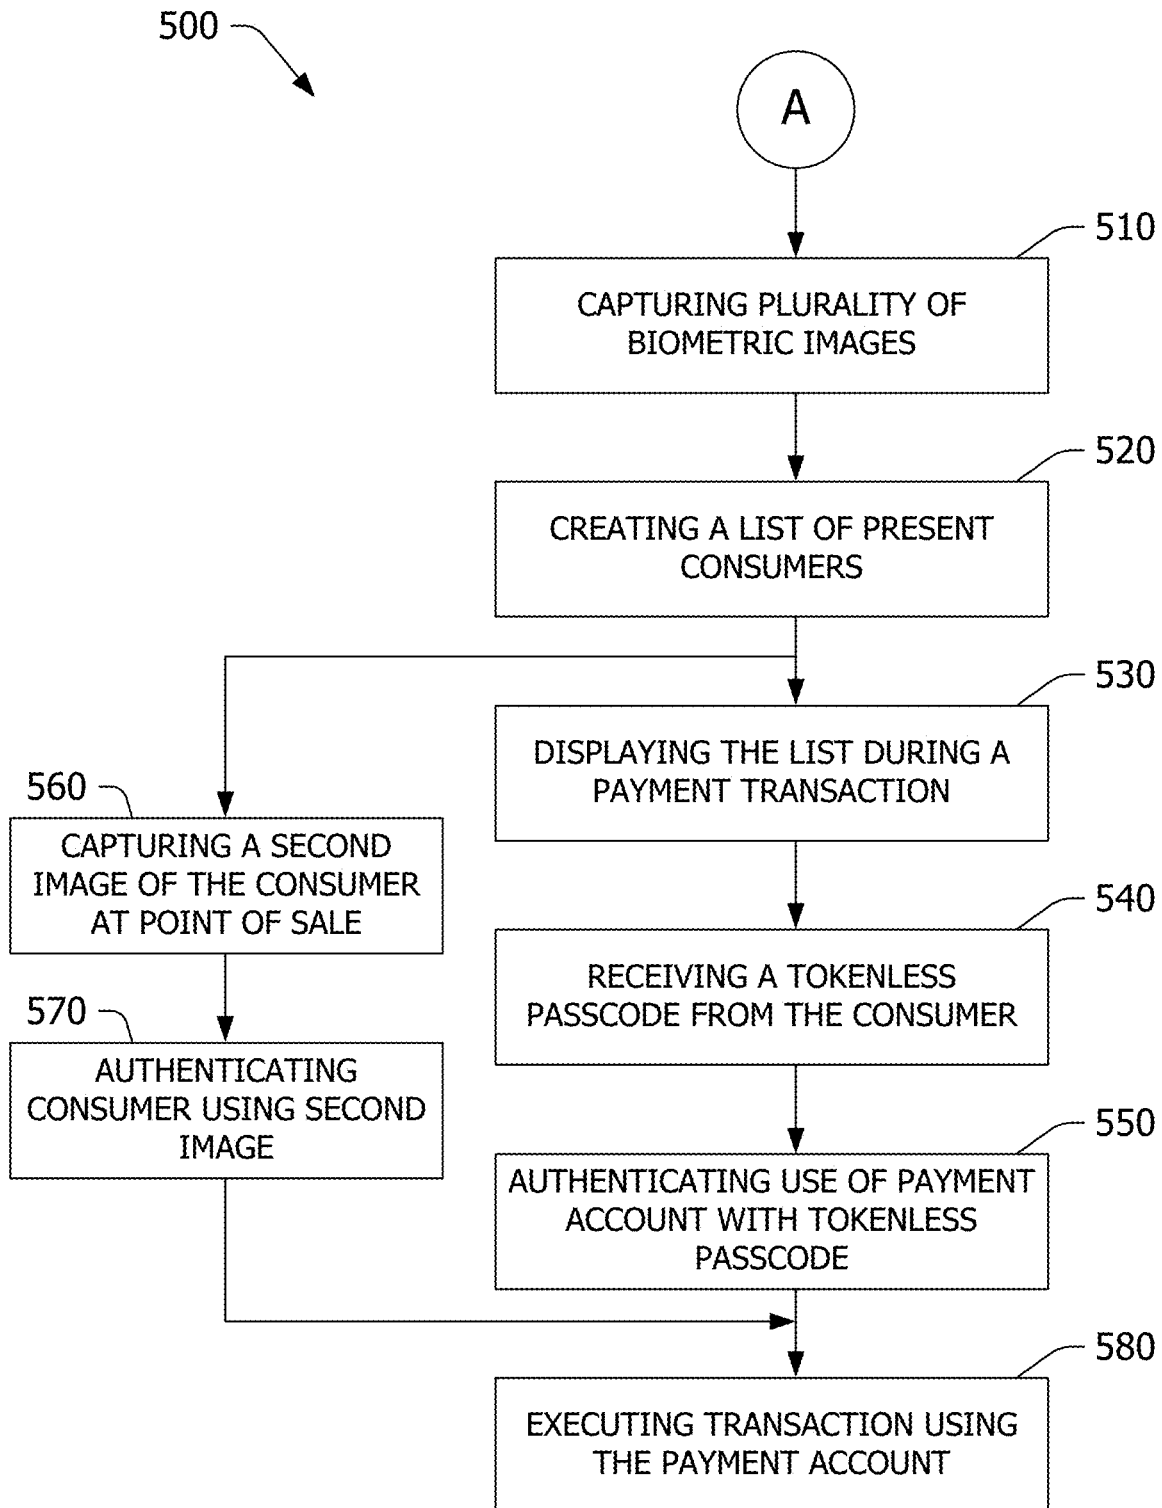 500
A
510
CAPTURING PLURALITY OF
BIOMETRIC IMAGES
520
CREATING A LIST OF PRESENT
CONSUMERS
530
DISPLAYING THE LIST DURING A
PAYMENT TRANSACTION
560
CAPTURING A SECOND
IMAGE OF THE CONSUMER
AT POINT OF SALE
540
RECEIVING A TOKENLESS
PASSCODE FROM THE CONSUMER
570
AUTHENTICATING
CONSUMER USING SECOND
IMAGE
550
AUTHENTICATING USE OF PAYMENT
ACCOUNT WITH TOKENLESS
PASSCODE
580
EXECUTING TRANSACTION USING
THE PAYMENT ACCOUNT